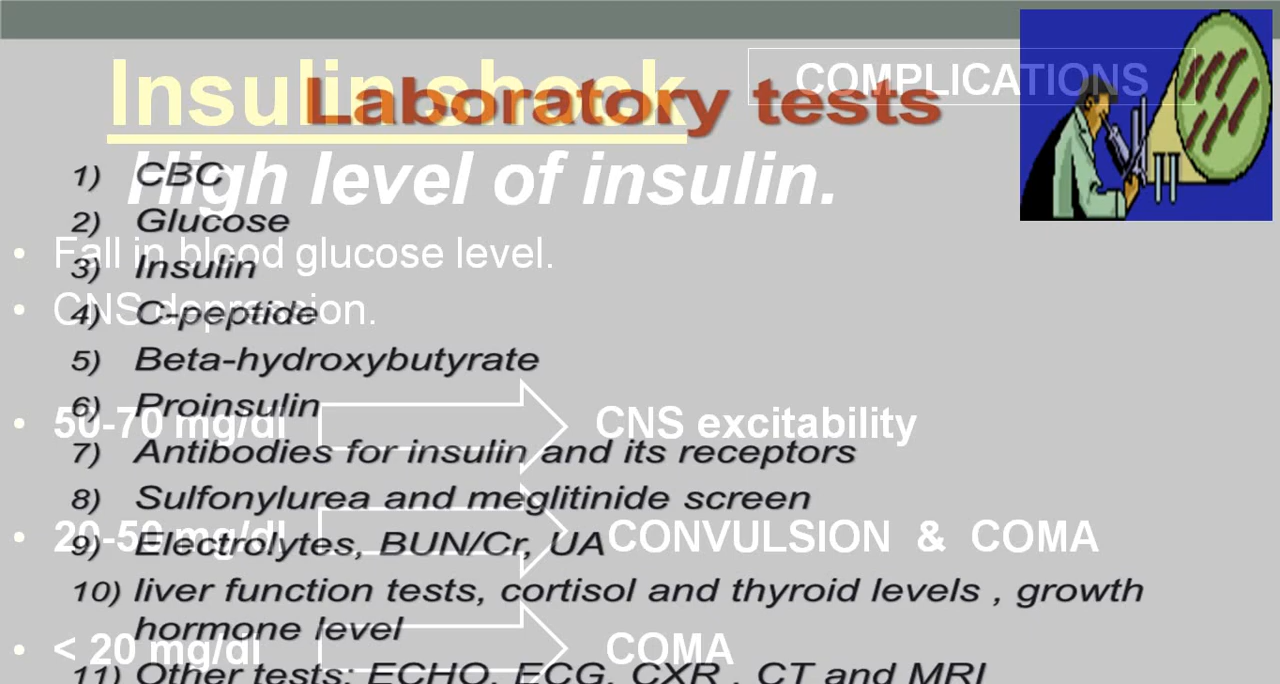 Insulin shock
COMPLICATIONS
High level of insulin.
• Fall in blood glucose level.
• CNS depression.
• 50-70 mg/dl CNS excitability
• 20-50 mg/dl CONVULSION & COMA
• < 20 mg/dl COMA
Laboratory tests
1) CBC
2) Glucose
3) Insulin
4) C-peptide
5) Beta-hydroxybutyrate
6) Proinsulin
7) Antibodies for insulin and its receptors
8) Sulfonylurea and meglitinide screen
9) Electrolytes, BUN/Cr, UA
10) liver function tests, cortisol and thyroid levels , growth
hormone level
11) Other tests: ECHO, ECG, CXR , CT and MRI